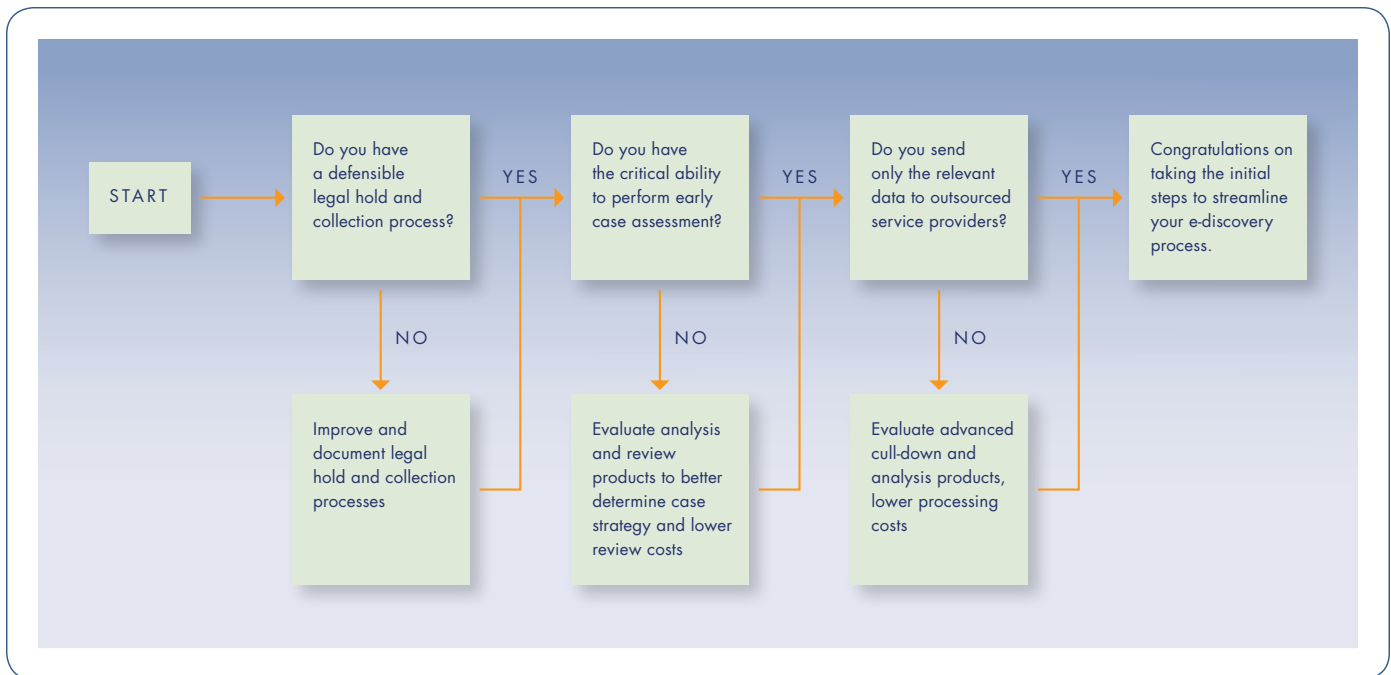 START
Do you have
a defensible
legal hold and
collection process?
YES
Do you have
the critical ability
to perform early
case assessment?
YES
Do you send
only the relevant
data to outsourced
service providers?
YES
Congratulations on
taking the initial
steps to streamline
your e-discovery
process.
NO
NO
NO
Improve and
document legal
hold and collection
processes
Evaluate analysis
and review
products to better
determine case
strategy and lower
review costs
Evaluate advanced
cull-down and
analysis products,
lower processing
costs